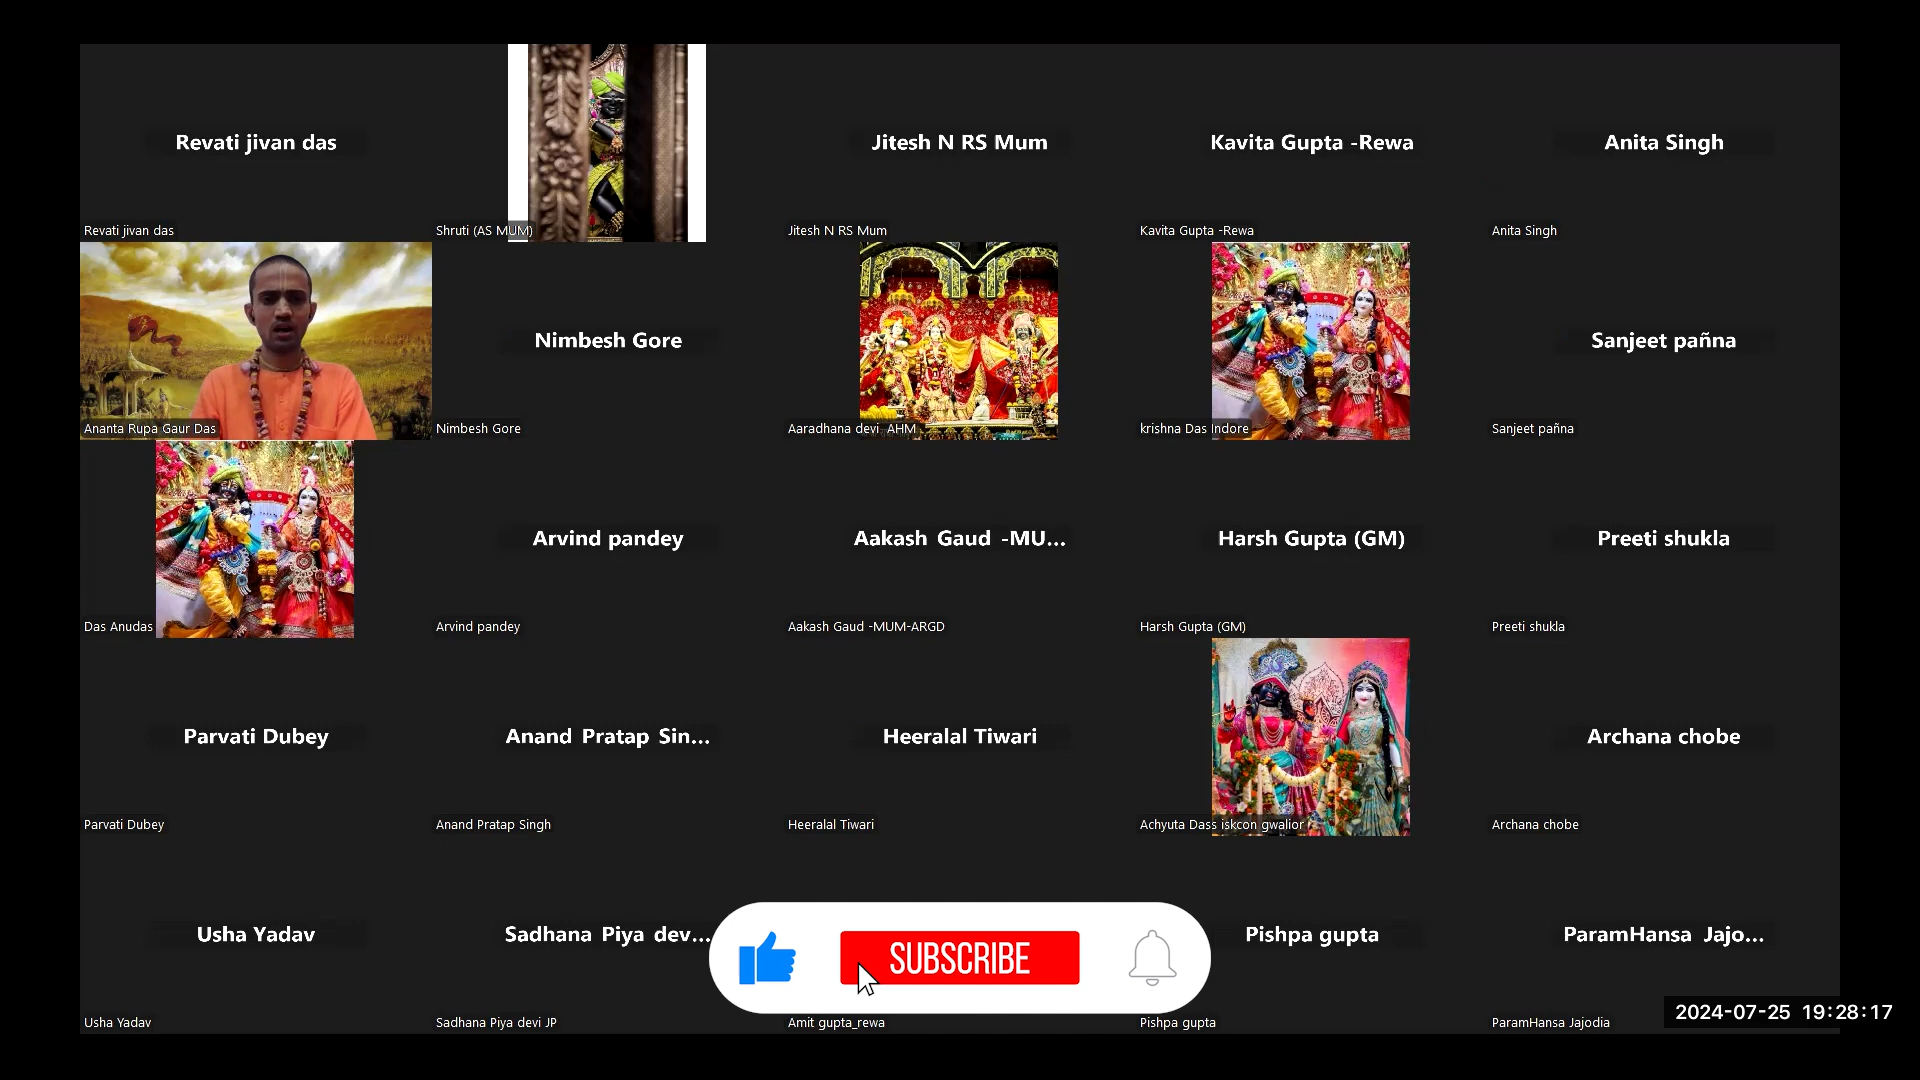 Revati jivan das
Jitesh N RS Mum
Kavita Gupta -Rewa
Anita Singh
Revati jivan das
Shruti (AS MUM)
Jitesh N RS Mum
Kavita Gupta -Rewa
Anita Singh
Nimbesh Gore
Sanjeet pañna
Ananta Rupa Gaur Das
Nimbesh Gore
Aaradhana devi AHM
krishna Das Indore
Sanjeet pañna
Arvind pandey
Aakash Gaud -MU...
Harsh Gupta (GM)
Preeti shukla
Das Anudas
Arvind pandey
Aakash Gaud -MUM-ARGD
Harsh Gupta (GM)
Preeti shukla
Parvati Dubey
Anand Pratap Sin...
Heeralal Tiwari
Archana chobe
Parvati Dubey
Anand Pratap Singh
Heeralal Tiwari
Achyuta Dass iskcon gwalior
Archana chobe
Usha Yadav
Sadhana Piya dev...
Pishpa gupta
ParamHansa Jajo...
SUBSCRIBE
Usha Yadav
Sadhana Piya devi JP
Amit gupta_rewa
Pishpa gupta
ParamHansa Jajodia
2024-07-25 19:28:17